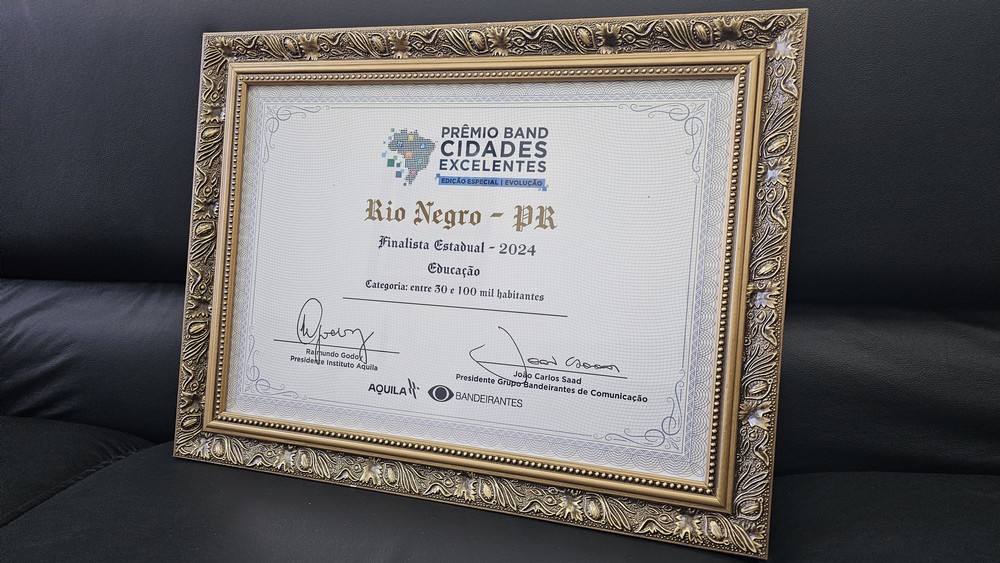 PRÊMIO BAND
CIDADES
EXCELENTES
EDIÇÃO ESPECIAL | EVOLUÇÃO
Rio Negro - PR
Finalista Estadual - 2024
Educação
Categoria: entre 30 e 100 mil habitantes
Raimundo Godoy
Presidente Instituto Aquila
João Carlos Saad
Presidente Grupo Bandeirantes de Comunicação
AQUILA
BANDEIRANTES